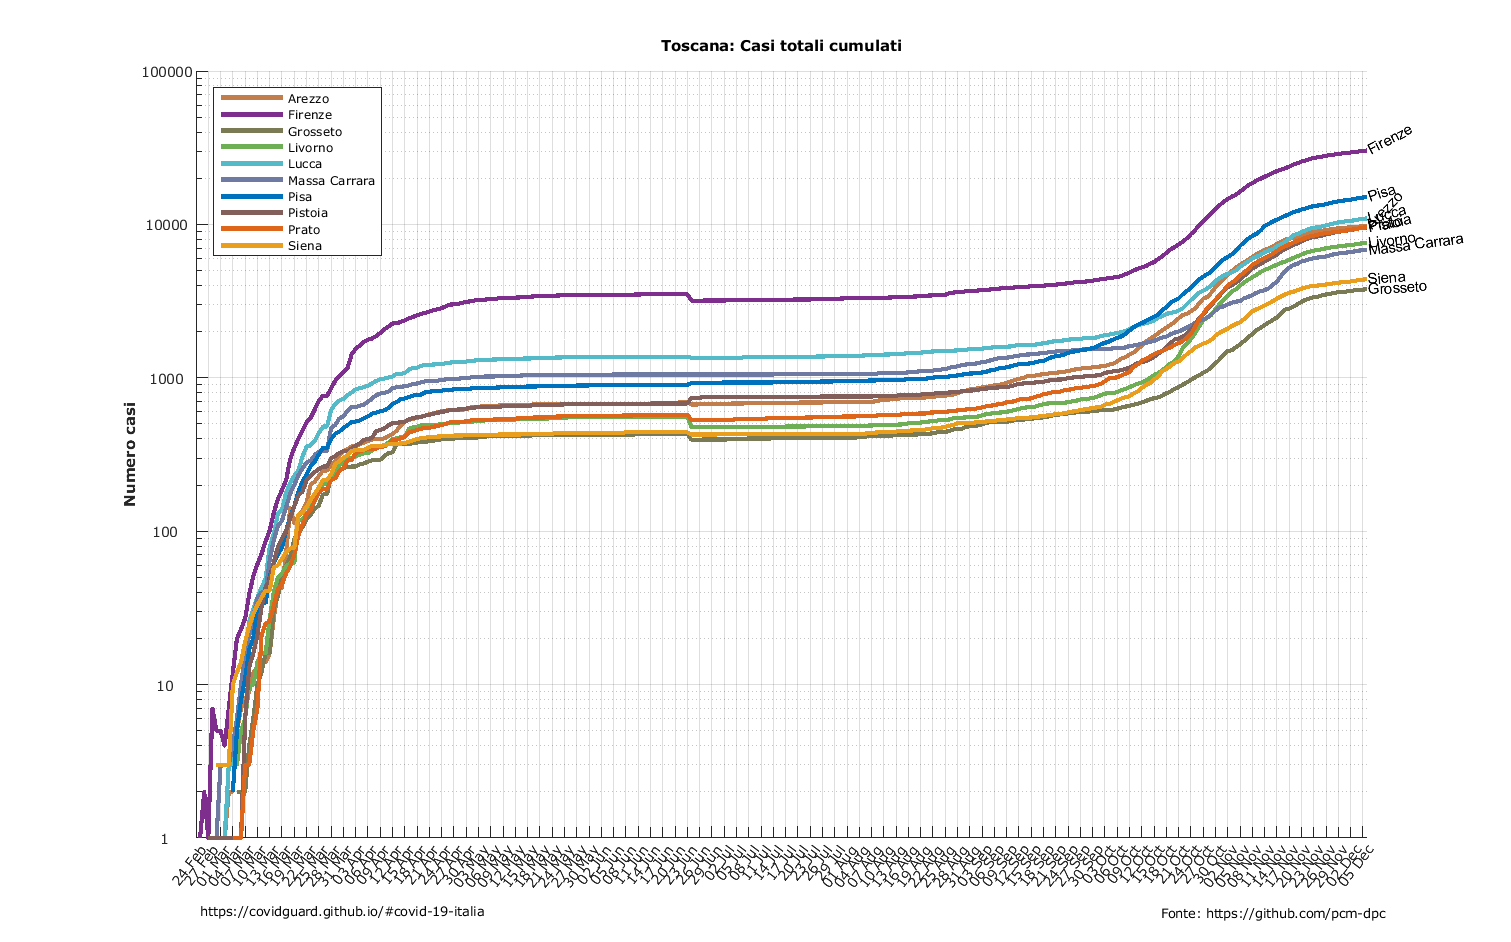 Toscana: Casi totali cumulati
100000
10000
1000
100
10
1
Numero casi
Arezzo
Firenze
Grosseto
Livorno
Lucca
Massa Carrara
Pisa
Pistoia
Prato
Siena
Firenze
Pisa
Arezzo
Lucca
Pistoia
Prato
Livorno
Massa Carrara
Siena
Grosseto
24-Feb
27-Feb
01-Mar
04-Mar
07-Mar
10-Mar
13-Mar
16-Mar
19-Mar
22-Mar
25-Mar
28-Mar
31-Mar
03-Apr
06-Apr
09-Apr
12-Apr
15-Apr
18-Apr
21-Apr
24-Apr
27-Apr
30-Apr
03-May
06-May
09-May
12-May
15-May
18-May
21-May
24-May
27-May
30-May
02-Jun
05-Jun
08-Jun
11-Jun
14-Jun
17-Jun
20-Jun
23-Jun
26-Jun
29-Jun
02-Jul
05-Jul
08-Jul
11-Jul
14-Jul
17-Jul
20-Jul
23-Jul
26-Jul
29-Jul
01-Aug
04-Aug
07-Aug
10-Aug
13-Aug
16-Aug
19-Aug
22-Aug
25-Aug
28-Aug
31-Aug
03-Sep
06-Sep
09-Sep
12-Sep
15-Sep
18-Sep
21-Sep
24-Sep
27-Sep
30-Sep
03-Oct
06-Oct
09-Oct
12-Oct
15-Oct
18-Oct
21-Oct
24-Oct
27-Oct
30-Oct
02-Nov
05-Nov
08-Nov
11-Nov
14-Nov
17-Nov
20-Nov
23-Nov
26-Nov
29-Nov
02-Dec
05-Dec
https://covidguard.github.io/#covid-19-italia
Fonte: https://github.com/pcm-dpc